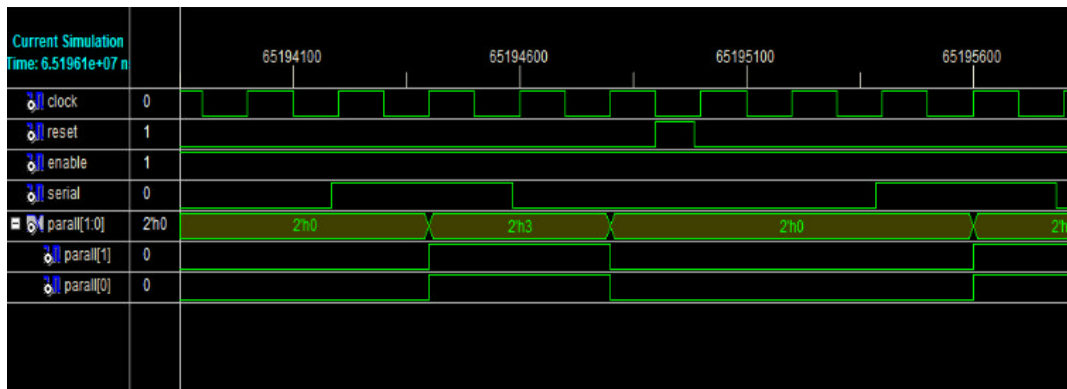 Current Simulation
Time: 6.51961e+07 n
65194100 65194600 65195100 65195600
clock 0
reset 1
enable 1
serial 0
parall[1:0] 2'h0 2'h0 2'h3 2'h0 2'h
parall[1] 0
parall[0] 0